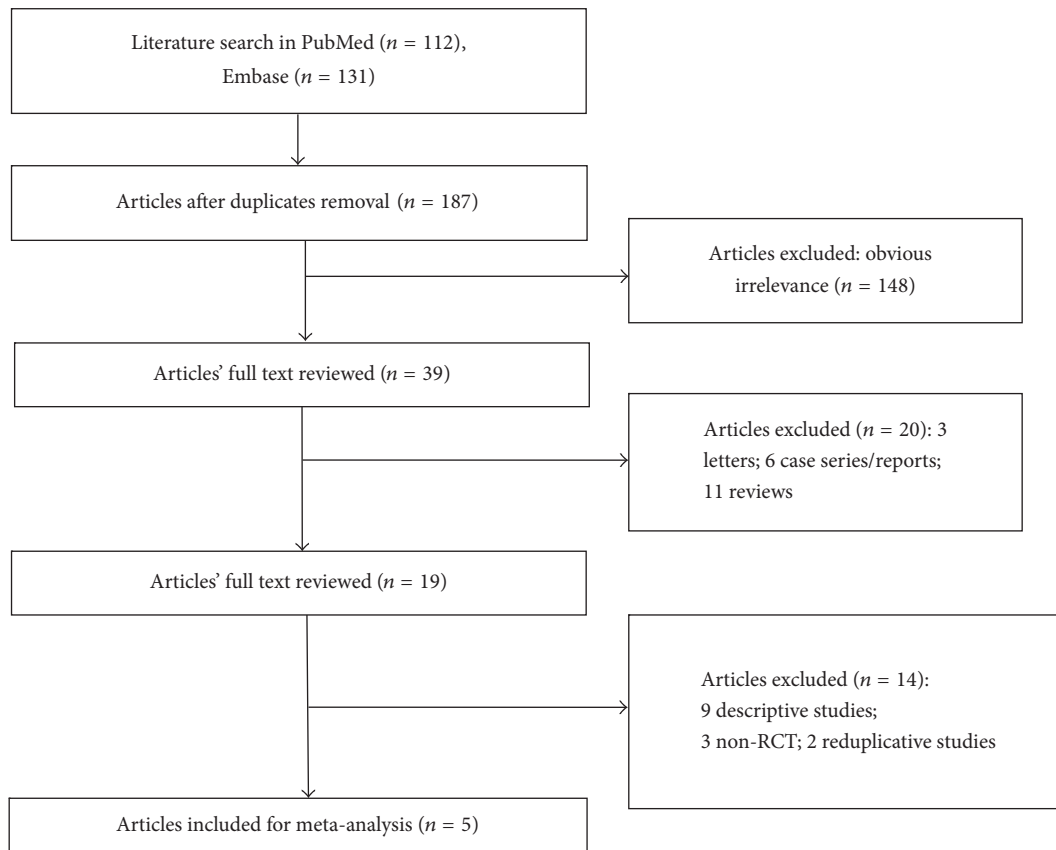 Literature search in PubMed (n = 112),
Embase (n = 131)
Articles after duplicates removal (n = 187)
Articles excluded: obvious
irrelevance (n = 148)
Articles’ full text reviewed (n = 39)
Articles excluded (n = 20): 3
letters; 6 case series/reports;
11 reviews
Articles’ full text reviewed (n = 19)
Articles excluded (n = 14):
9 descriptive studies;
3 non-RCT; 2 reduplicative studies
Articles included for meta-analysis (n = 5)